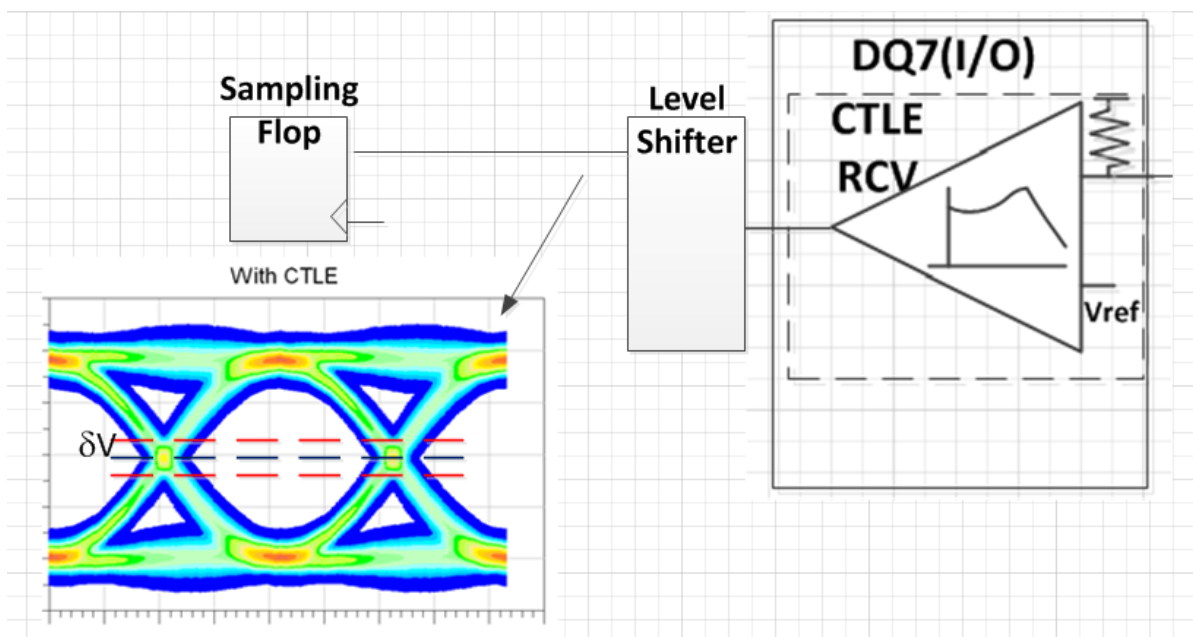 DQ7(I/O)
Sampling
Flop
Level
Shifter
CTLE
RCV
Vref
With CTLE
δV